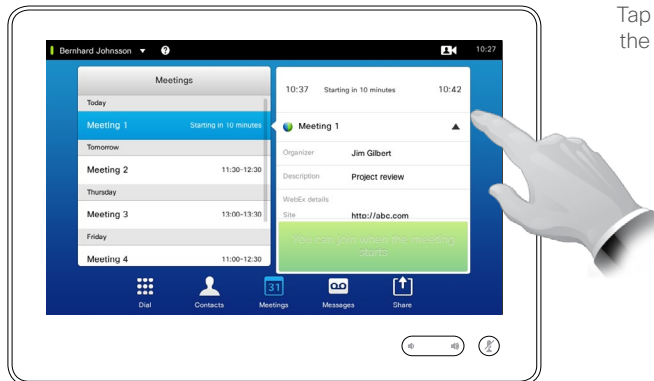 Tap
the
Bernhard Johnsson ▼ ?
10:27
Meetings
Today
Meeting 1 Starting in 10 minutes
Tomorrow
Meeting 2 11:30-12:30
Thursday
Meeting 3 13:00-13:30
Friday
Meeting 4 11:00-12:30
10:37 Starting in 10 minutes 10:42
Meeting 1
Organizer Jim Gilbert
Description Project review
WebEx details
Site http://abc.com
You can join when the meeting
starts
31
Dial Contacts Meetings Messages Share